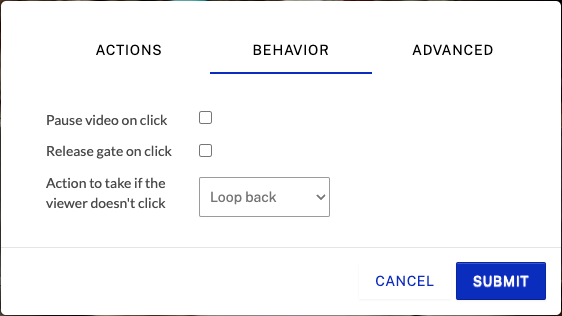 ACTIONS BEHAVIOR ADVANCED
Pause video on click
Release gate on click
Action to take if the
viewer doesn't click
Loop back
CANCEL SUBMIT